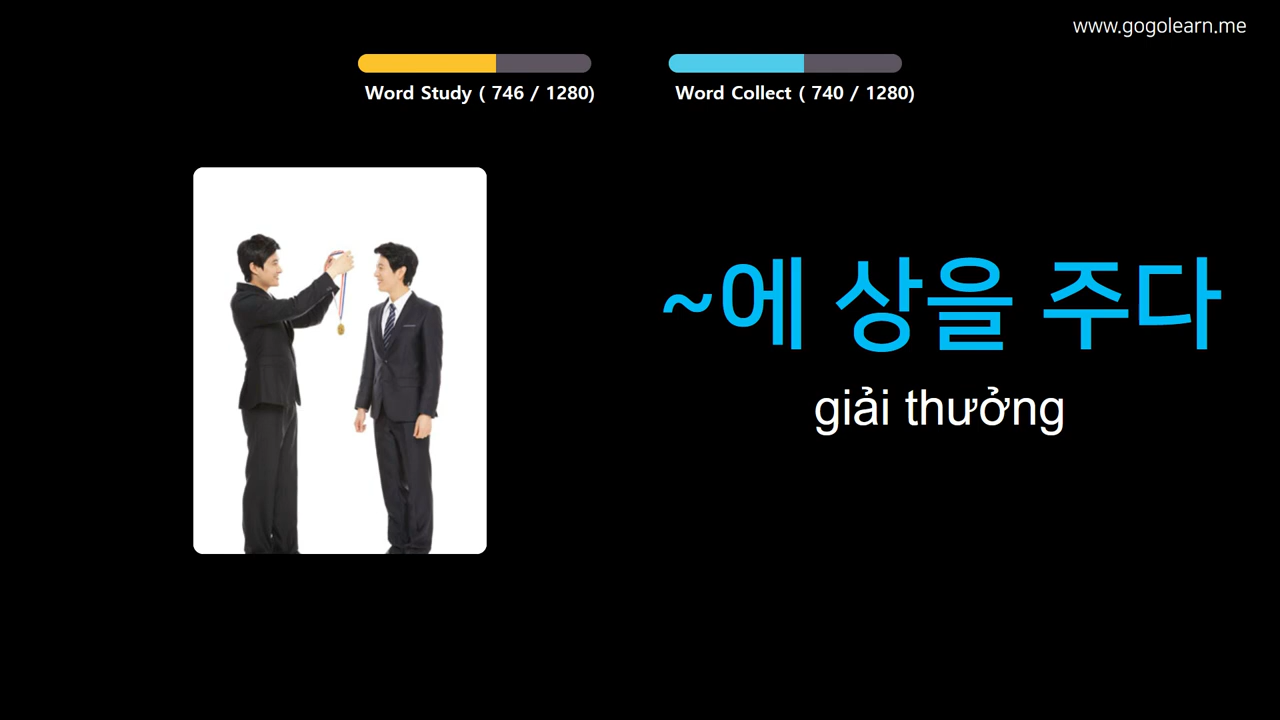 www.gogolearn.me
Word Study ( 746 / 1280)
Word Collect ( 740 / 1280)
~에 상을 주다
giải thưởng